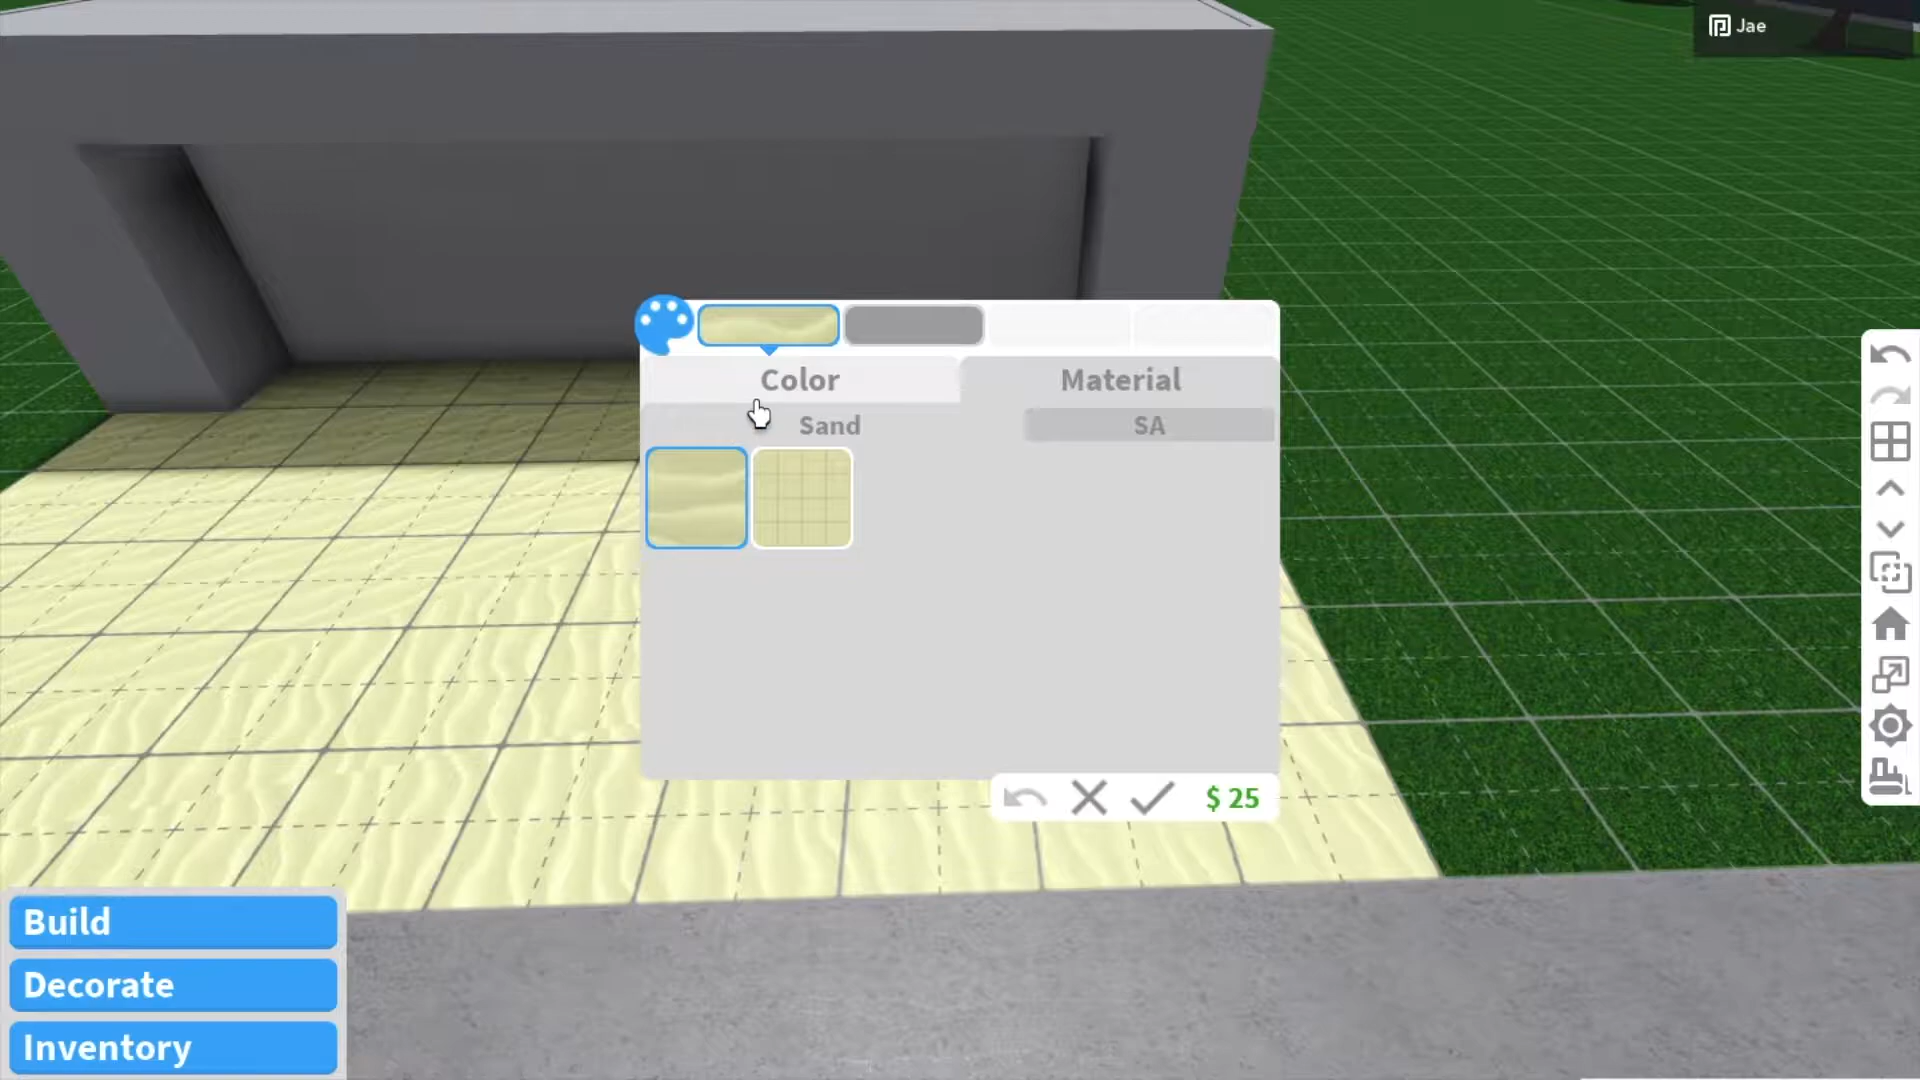 Jae
Color
Material
Sand
SA
$ 25
Build
Decorate
Inventory